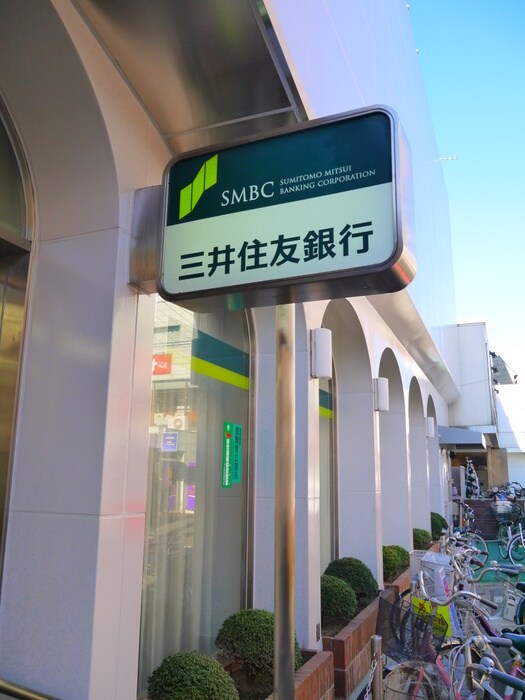 SMBC
SUMITOMO MITSUI
BANKING CORPORATION
三井住友銀行